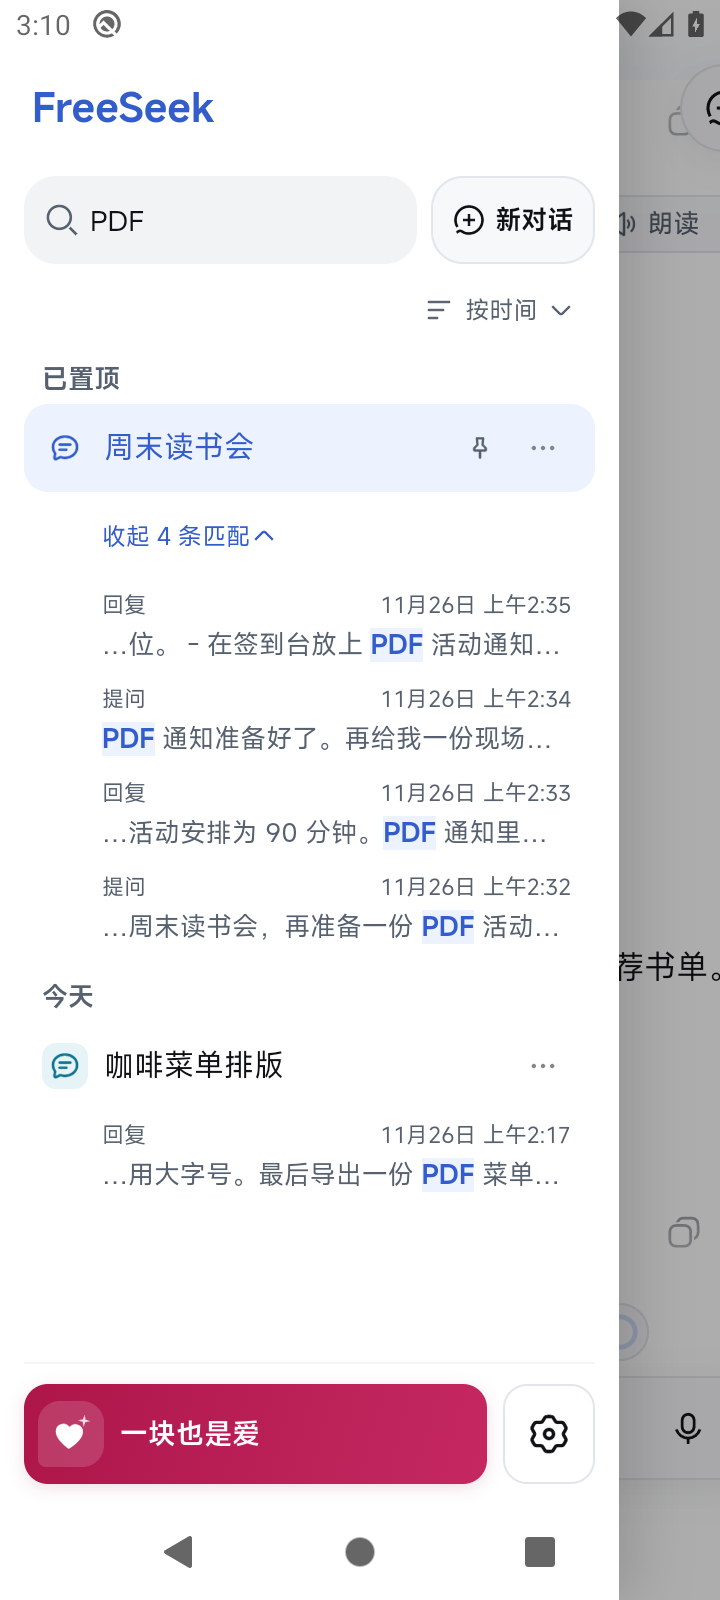 3:10
FreeSeek
PDF
新对话
朗读
按时间
已置顶
周末读书会
收起 4 条匹配
回复 11月26日 上午2:35
...位。 - 在签到台放上 PDF 活动通知...
提问 11月26日 上午2:34
PDF 通知准备好了。再给我一份现场...
回复 11月26日 上午2:33
...活动安排为 90 分钟。PDF 通知里...
提问 11月26日 上午2:32
...周末读书会，再准备一份 PDF 活动...
荐书单。
今天
咖啡菜单排版
回复 11月26日 上午2:17
...用大字号。最后导出一份 PDF 菜单...
一块也是爱